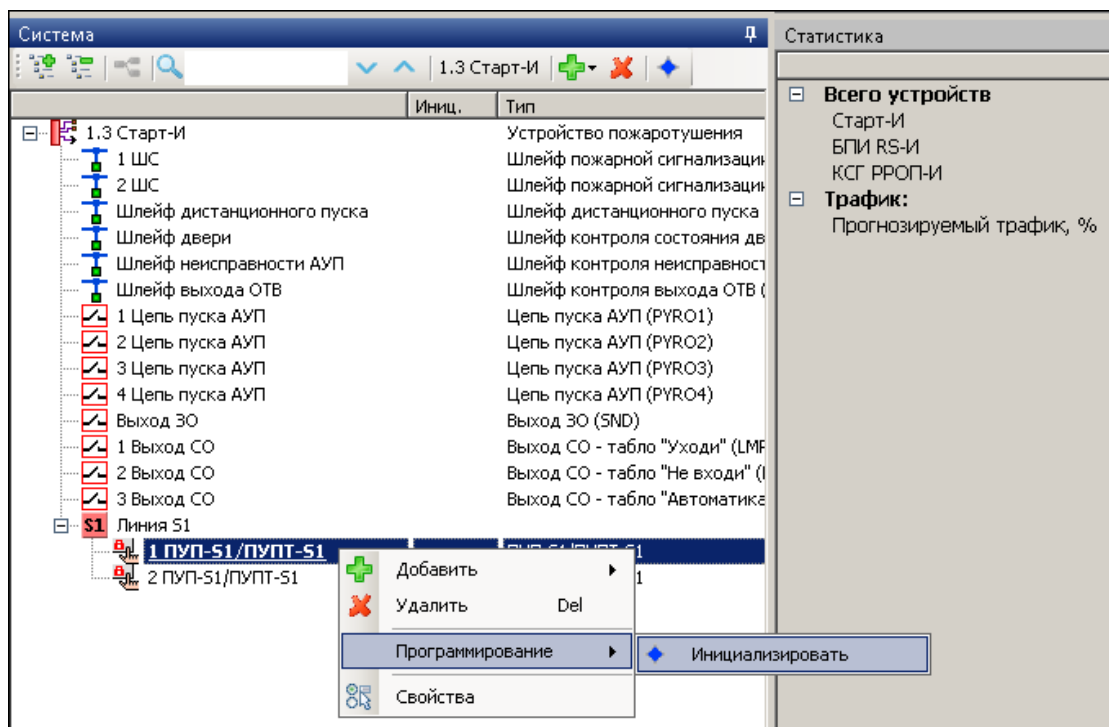 Система
Статистика
1.3 Старт-И
Иниц. Тип
1.3 Старт-И Устройство пожаротушения
1 ШС Шлейф пожарной сигнализации
2 ШС Шлейф пожарной сигнализации
Шлейф дистанционного пуска Шлейф дистанционного пуска
Шлейф двери Шлейф контроля состояния дв
Шлейф неисправности АУП Шлейф контроля неисправност
Шлейф выхода ОТВ Шлейф контроля выхода ОТВ (
1 Цепь пуска АУП Цепь пуска АУП (PYRO1)
2 Цепь пуска АУП Цепь пуска АУП (PYRO2)
3 Цепь пуска АУП Цепь пуска АУП (PYRO3)
4 Цепь пуска АУП Цепь пуска АУП (PYRO4)
Выход ЗО Выход ЗО (SND)
1 Выход СО Выход СО - табло "Уходи" (LMP
2 Выход СО Выход СО - табло "Не входи" (
3 Выход СО Выход СО - табло "Автоматика
S1 Линия S1
1 ПУП-S1/ПУПТ-S1
2 ПУП-S1/ПУПТ-S1 1
Добавить
Удалить Del
Программирование
Инициализировать
Свойства
Всего устройств
Старт-И
БПИ RS-И
КСГ РРОП-И
Трафик:
Прогнозируемый трафик, %